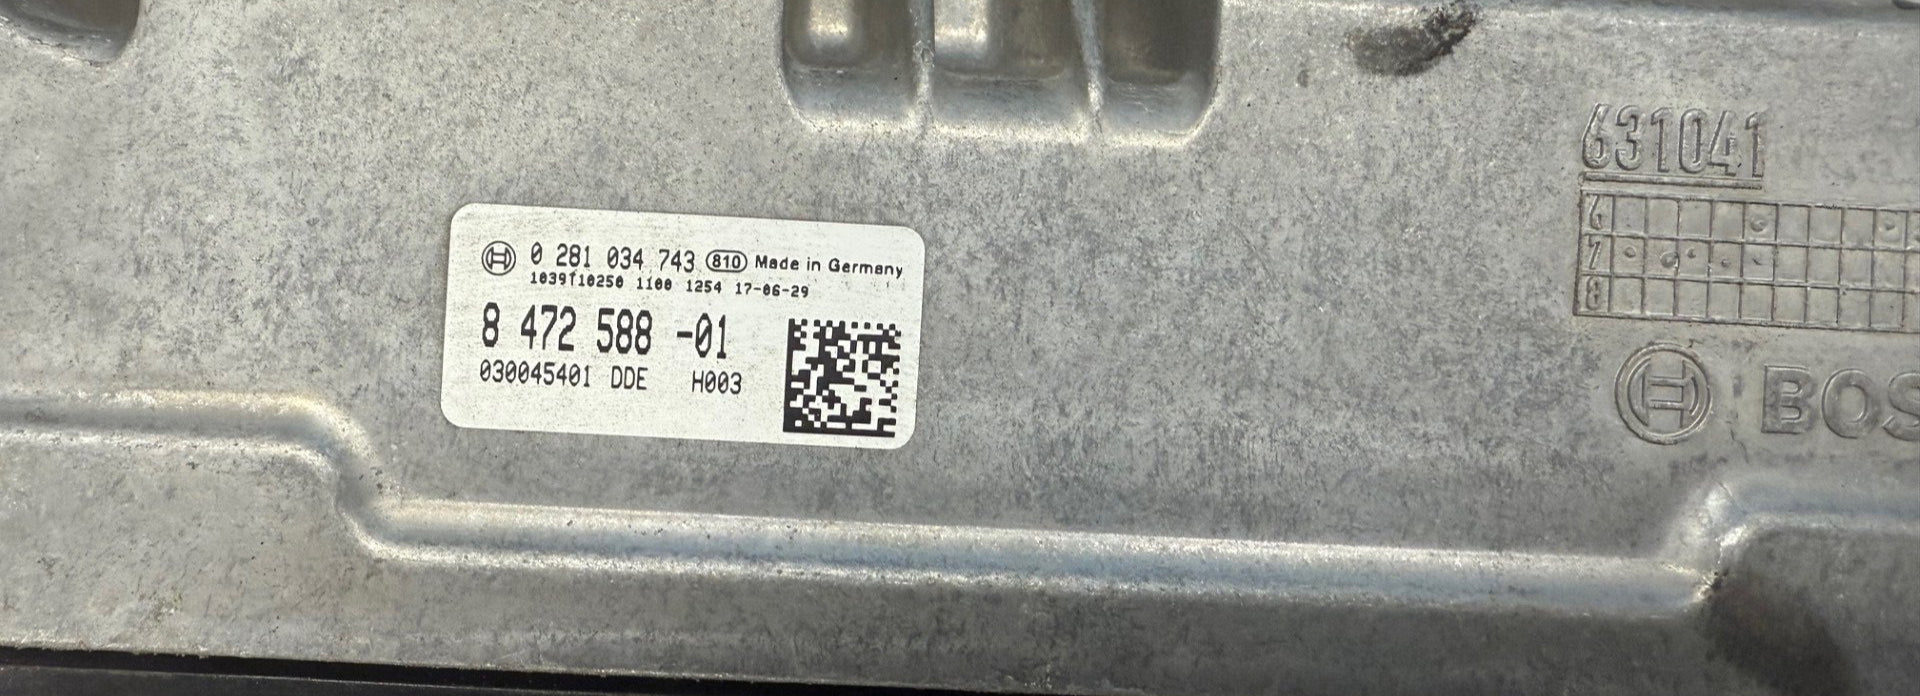 0 281 034 743 810 Made in Germany
1039T10250 1100 1254 17-06-29
8 472 588 -01
030045401 DDE H003
631041
6
7
8
BOS